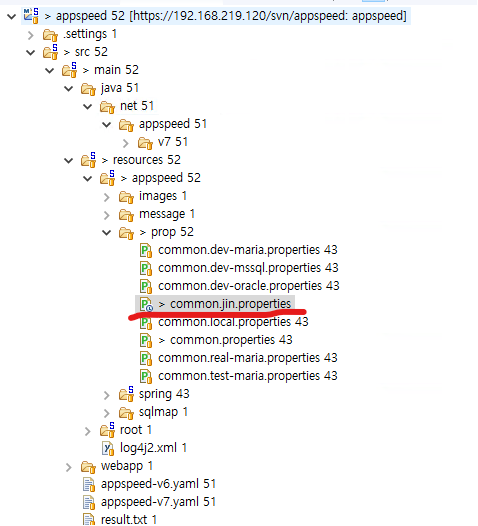 > appspeed 52 [https://192.168.219.120/svn/appspeed: appspeed]
.settings 1
> src 52
> main 52
java 51
net 51
appspeed 51
v7 51
> resources 52
> appspeed 52
images 1
message 1
> prop 52
common.dev-maria.properties 43
common.dev-mssql.properties 43
common.dev-oracle.properties 43
> common.jin.properties
common.local.properties 43
> common.properties 43
common.real-maria.properties 43
common.test-maria.properties 43
spring 43
sqlmap 1
root 1
log4j2.xml 1
webapp 1
appspeed-v6.yaml 51
appspeed-v7.yaml 51
result.txt 1